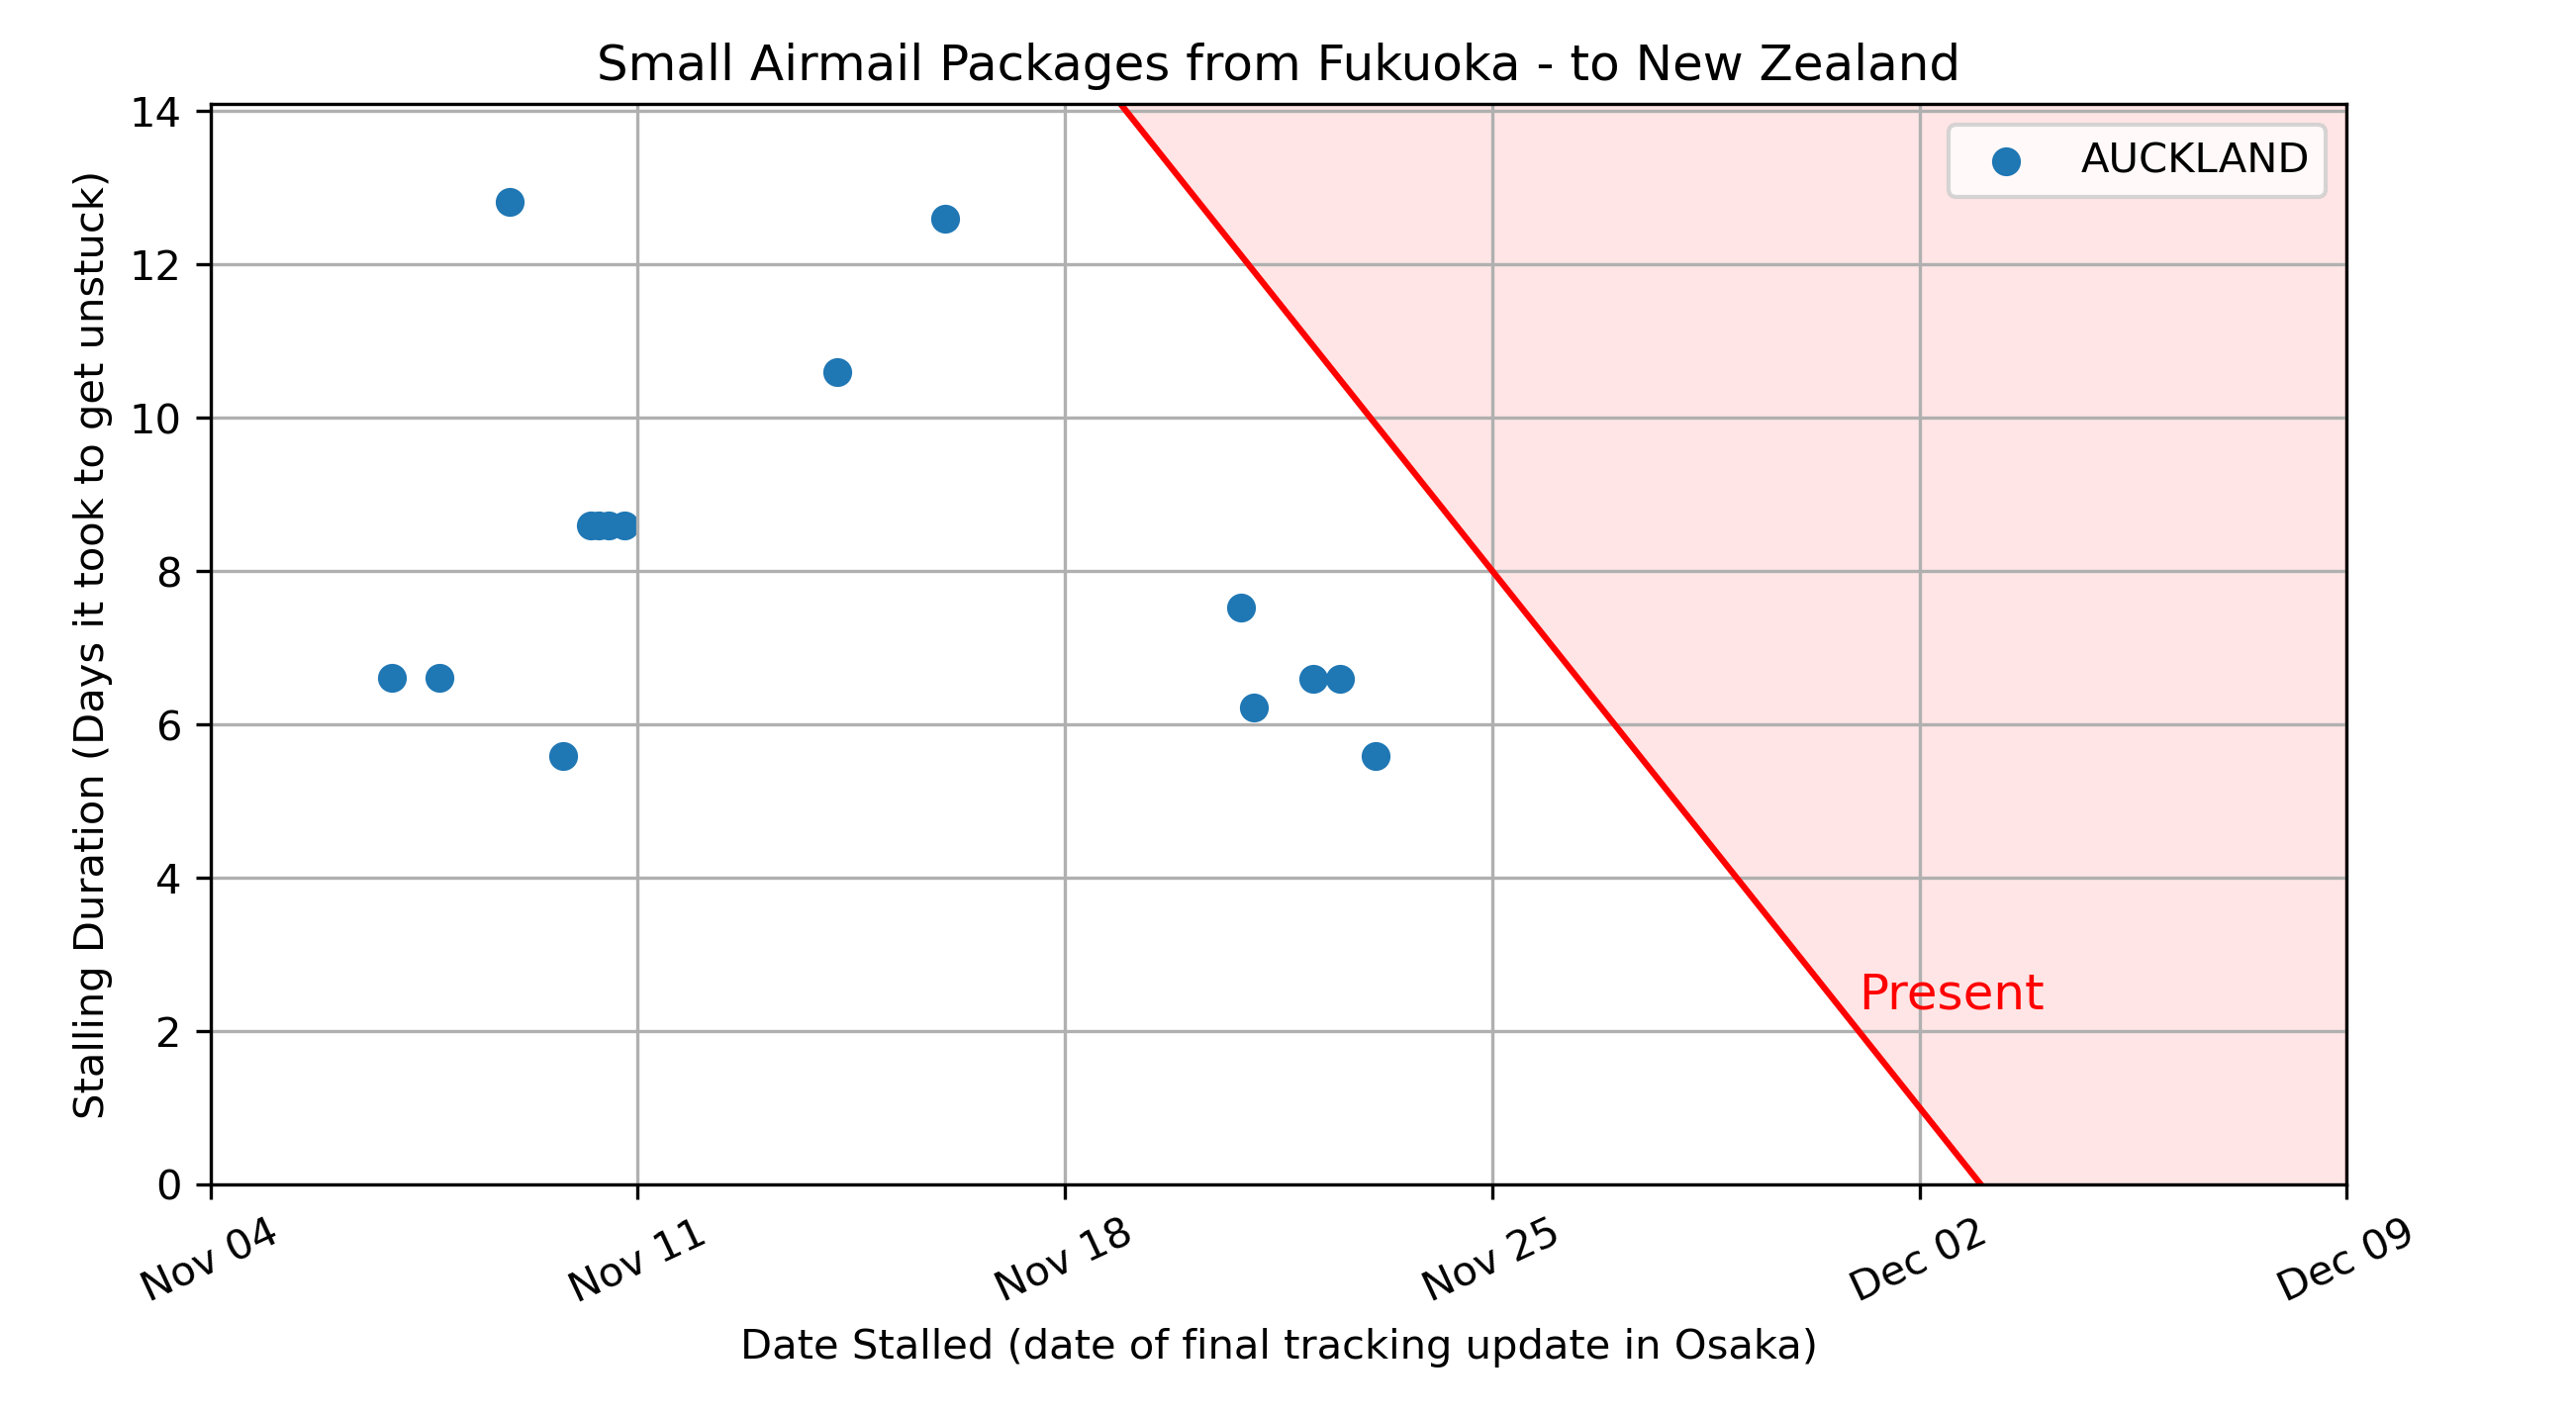 Small Airmail Packages from Fukuoka - to New Zealand
Stalling Duration (Days it took to get unstuck)
14
12
10
8
6
4
2
0
AUCKLAND
Present
Nov 04
Nov 11
Nov 18
Nov 25
Dec 02
Dec 09
Date Stalled (date of final tracking update in Osaka)